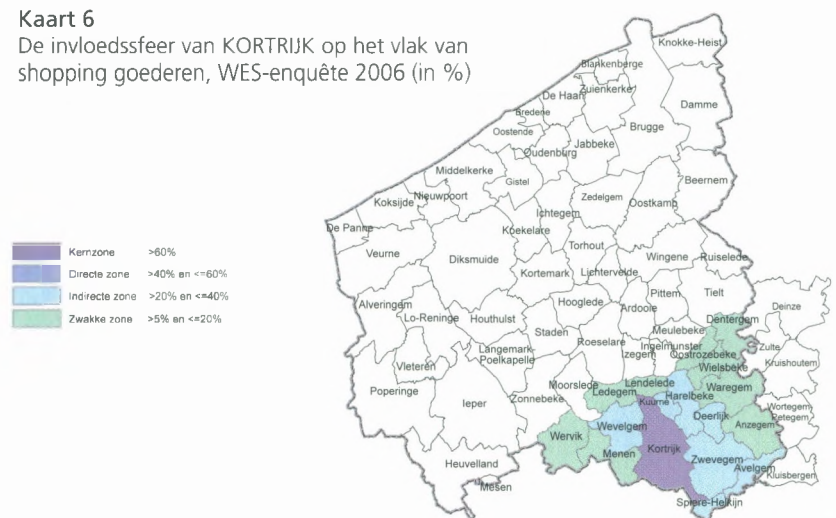 Kaart 6
De invloedssfeer van KORTRIJK op het vlak van
shopping goederen, WES-enquête 2006 (in %)
Kernzone >60%
Directe zone >40% en <=60%
Indirecte zone >20% en <=40%
Zwakke zone >5% en <=20%
Knokke-Heist
Blankenberge
Zuienkerke
De Haan
Damme
Bredene
Oostende
Brugge
Jabbeke
Oudenburg
Middelkerke
Gistel
Beernem
Zedelgem
Oostkamp
Nieuwpoort
Koksijde
Ichtegem
De Panne
Koekelare
Torhout
Veurne
Diksmuide
Wingene
Ruiselede
Kortemark
Lichtervelde
Pittem
Tielt
Alveringem
Hooglede
Ardooie
Deinze
Lo-Reninge
Houthulst
Dentergem
Staden
Meulebeke
Roeselare
Ingelmunster
Zulte
Izegem
Oostrozebeke
Langemark-
Poelkapelle
Kruishoutem
Vleteren
Wielsbeke
Moorslede
Lendelede
Waregem
Ledegem
Poperinge
Ieper
Zonnebeke
Kuurne
Harelbeke
Wortegem-
Petegem
Deerlijk
Anzegem
Wevelgem
Wervik
Kortrijk
Menen
Zwevegem
Heuvelland
Avelgem
Kluisbergen
Mesen
Spiere-Helkijn